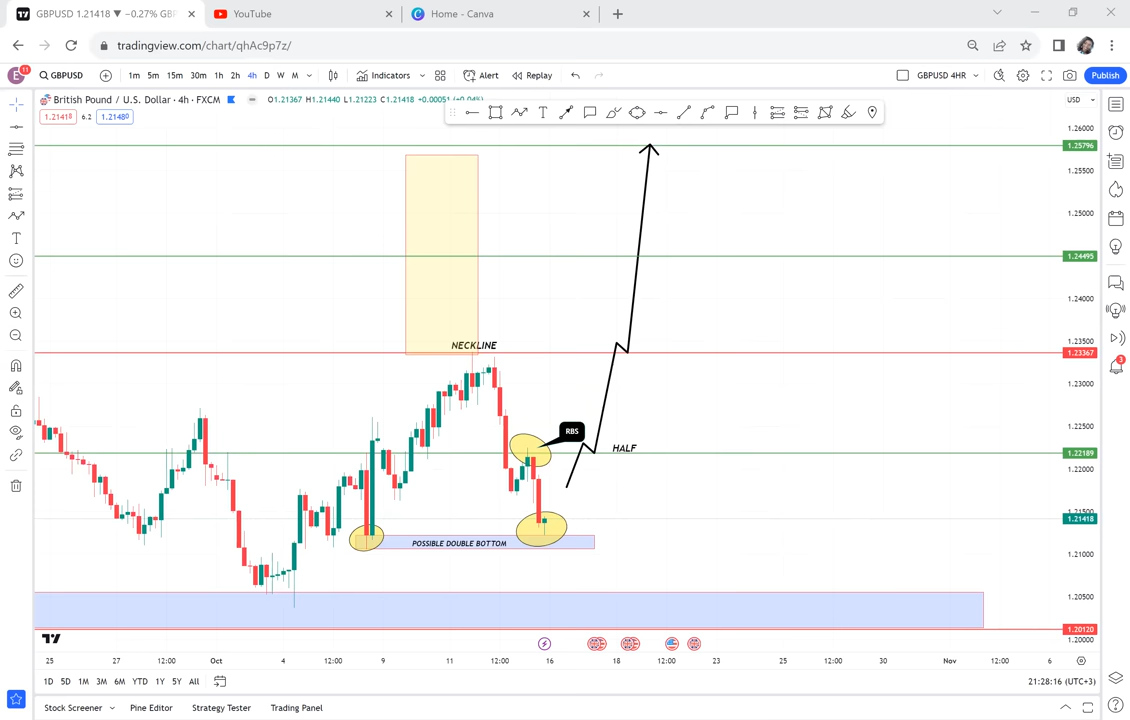 GBPUSD 1.21418 ▼ −0.27% GBP
YouTube
Home - Canva
tradingview.com/chart/qhAc9p7z/
E
11
GBPUSD
1m 5m 15m 30m 1h 2h 4h D W M
Indicators
Alert
Replay
GBPUSD 4HR
Publish
British Pound / U.S. Dollar · 4h · FXCM
O1.21367 H1.21440 L1.21223 C1.21418 +0.00051 (+0.04%)
USD
1.21418
6.2
1.21480
1.26000
1.25796
1.25500
1.25000
1.24495
1.24000
1.23500
NECKLINE
1.23367
1.23000
1.22500
RBS
HALF
1.22189
1.22000
1.21418
POSSIBLE DOUBLE BOTTOM
1.21000
1.20500
1.20120
1.20000
3
25 27 12:00 Oct 4 12:00 9 11 12:00 16 18 12:00 23 25 12:00 30 Nov 12:00 6
1D 5D 1M 3M 6M YTD 1Y 5Y All
21:28:16 (UTC+3)
Stock Screener
Pine Editor
Strategy Tester
Trading Panel